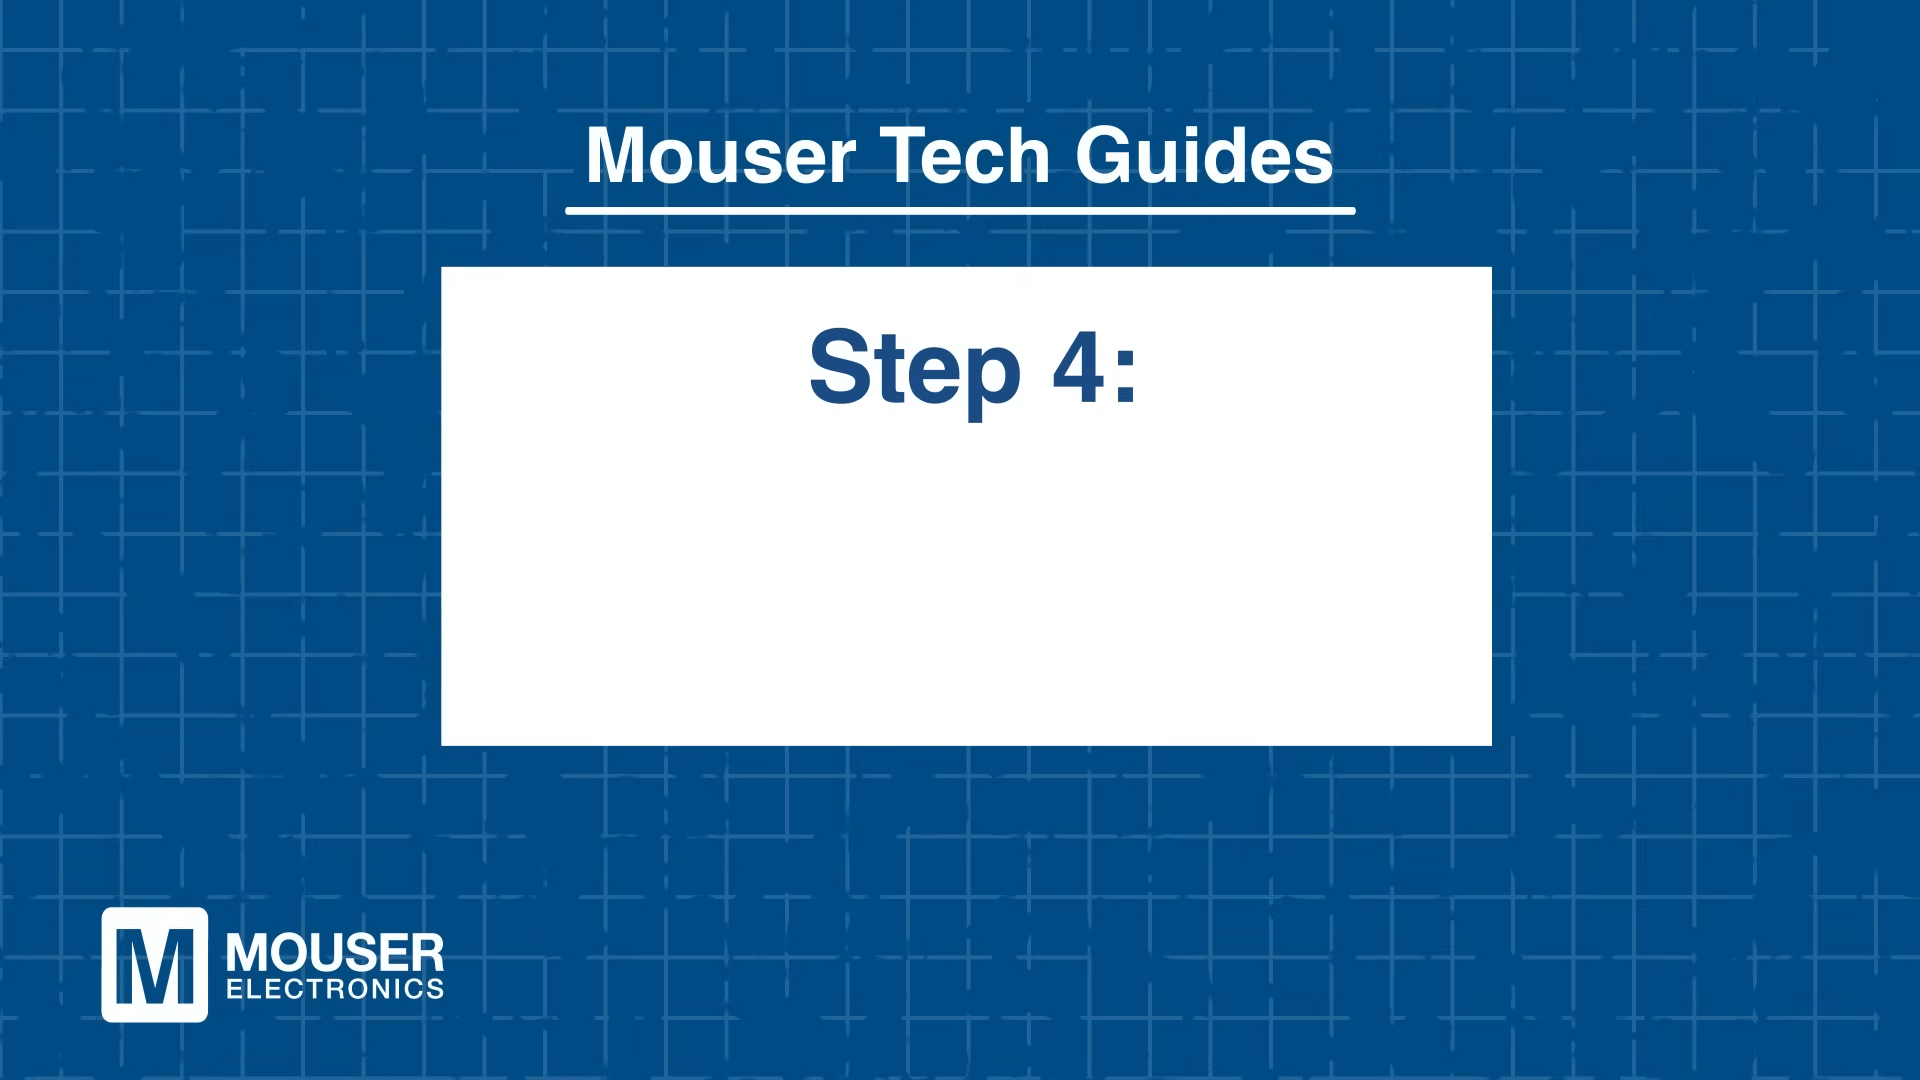 Mouser Tech Guides
Step 4:
M
MOUSER
ELECTRONICS